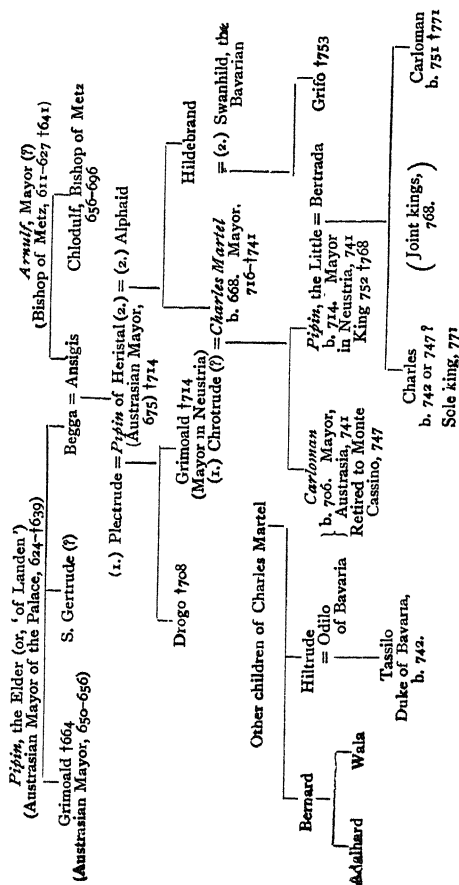 Pipin, the Elder (or, 'of Landen')
(Austrasian Mayor of the Palace, 624-†639)
Arnulf, Mayor (?)
(Bishop of Metz, 611-627 †641)
Grimoald †664
(Austrasian Mayor, 650-656)
S. Gertrude (?)
Begga = Ansigis
Chlodulf, Bishop of Metz
656-696
(1.) Plectrude = Pipin of Heristal (2.) = (2.) Alphaid
(Austrasian Mayor,
675) †714
Drogo †708
Grimoald †714
(Mayor in Neustria)
(1.) Chrotrude (?) = Charles Martel = (2.) Swanhild, the
b. 668. Mayor. Bavarian
716-†741
Hildebrand
Carloman
b. 706. Mayor,
Austrasia, 741
Retired to Monte
Cassino, 747
Pipin, the Little = Bertrada
b. 714. Mayor
in Neustria, 741
King 752 †768
Grifo †753
Charles
b. 742 or 747?
Sole king, 771
(Joint kings,
768.)
Carloman
b. 751 †771
Other children of Charles Martel
Bernard
Hiltrude
= Odilo
of Bavaria
Adalhard
Wala
Tassilo
Duke of Bavaria,
b. 742.